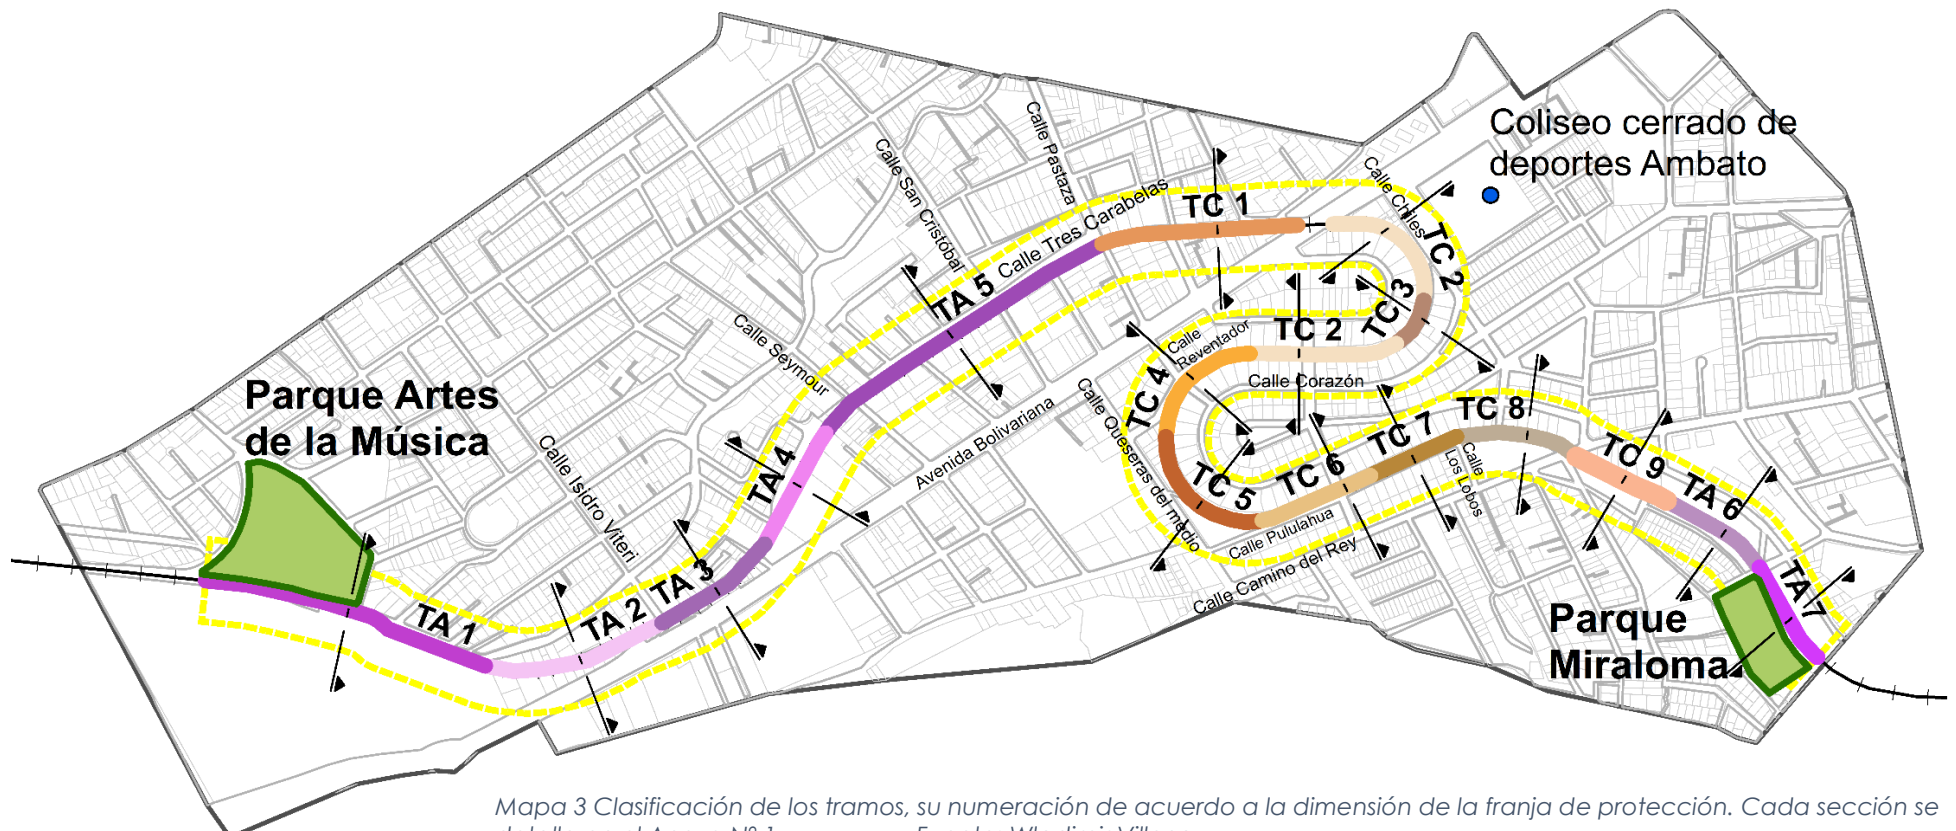 Coliseo cerrado de
deportes Ambato
Calle Pastaza
Calle San Cristóbal
Calle Chiles
Calle Tres Carabelas
TC 1
TC 2
TC 3
TA 5
TC 2
Calle
Reventador
Calle Seymour
Calle Corazón
TC 4
Parque Artes
de la Música
Calle Queseras del medio
Avenida Bolivariana
TC 8
TC 7
TC 6
TC 5
TC 9
Calle
Los Lobos
TA 4
Calle Isidro Viteri
TA 6
Calle Pululahua
Calle Camino del Rey
TA 7
TA 3
TA 2
TA 1
Parque
Miraloma
Mapa 3 Clasificación de los tramos, su numeración de acuerdo a la dimensión de la franja de protección. Cada sección se